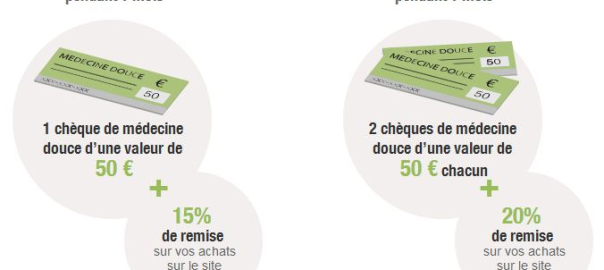 pendant 1 mois
pendant 1 mois
MEDECINE DOUCE €
50
MEDECINE DOUCE €
50
MEDECINE DOUCE €
50
1 chèque de médecine
douce d'une valeur de
50 €
+
15%
de remise
sur vos achats
sur le site
2 chèques de médecine
douce d'une valeur de
50 € chacun
+
20%
de remise
sur vos achats
sur le site